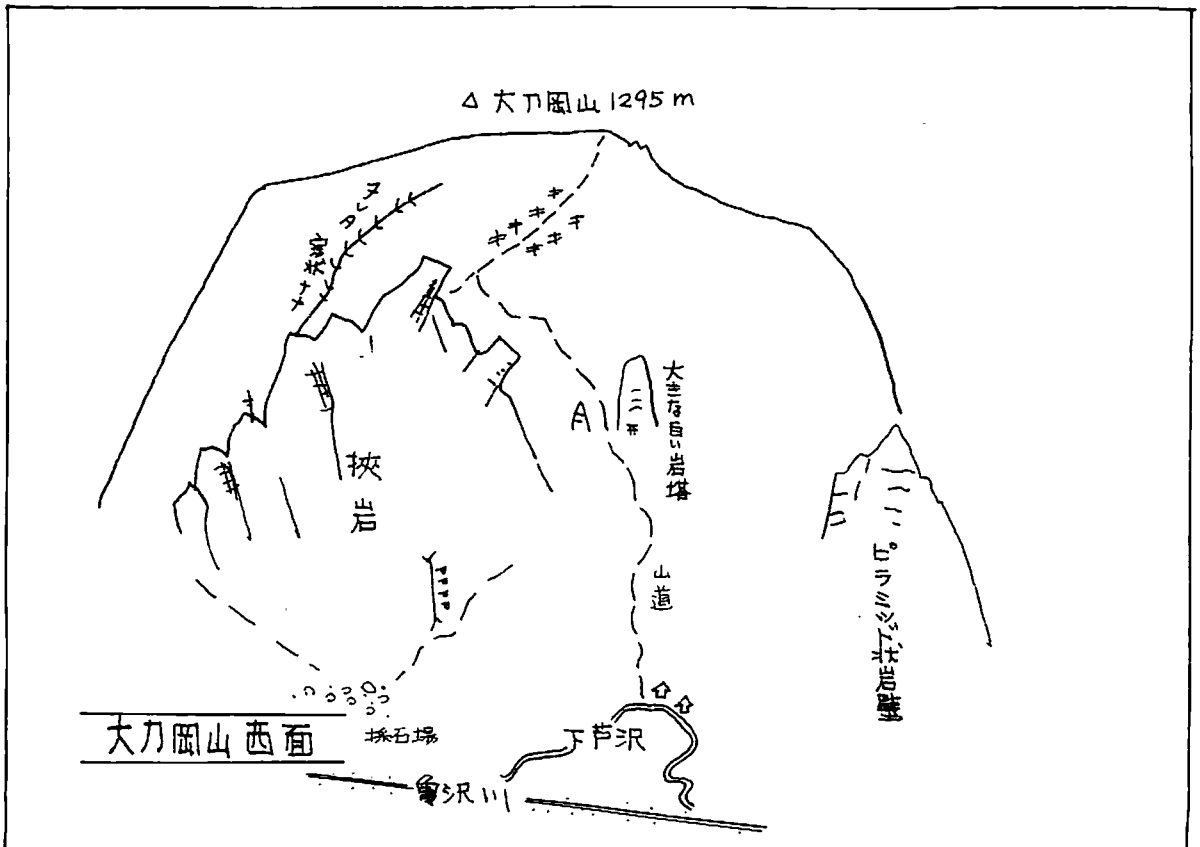 △ 大刀岡山 1295 m
挾岩
大きな白い岩塔
山道
ピラミッド状岩壁
大刀岡山西面
採石場
下芦沢
亀沢川